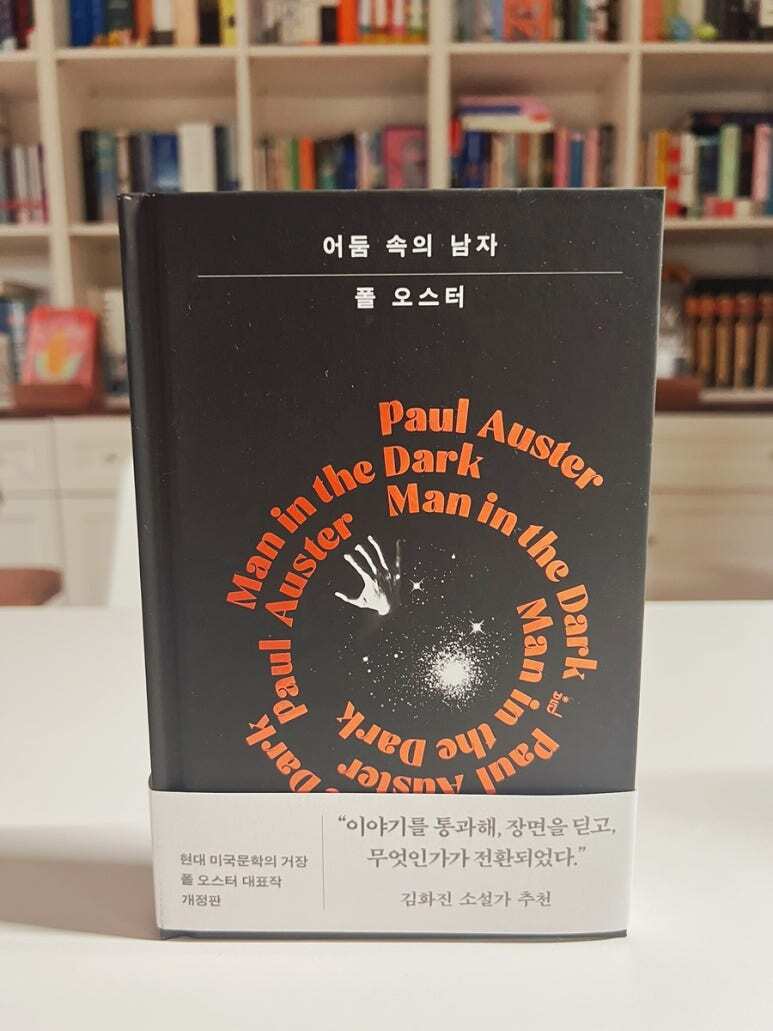 어둠 속의 남자
폴 오스터
Paul Auster
Man in the Dark
Man in the Dark
Paul Auster
Man in the Dark
Paul Auster
Paul Auster
Dark
Man in the Dark
“이야기를 통과해, 장면을 딛고,
무엇인가가 전환되었다.”
김화진 소설가 추천
현대 미국문학의 거장
폴 오스터 대표작
개정판